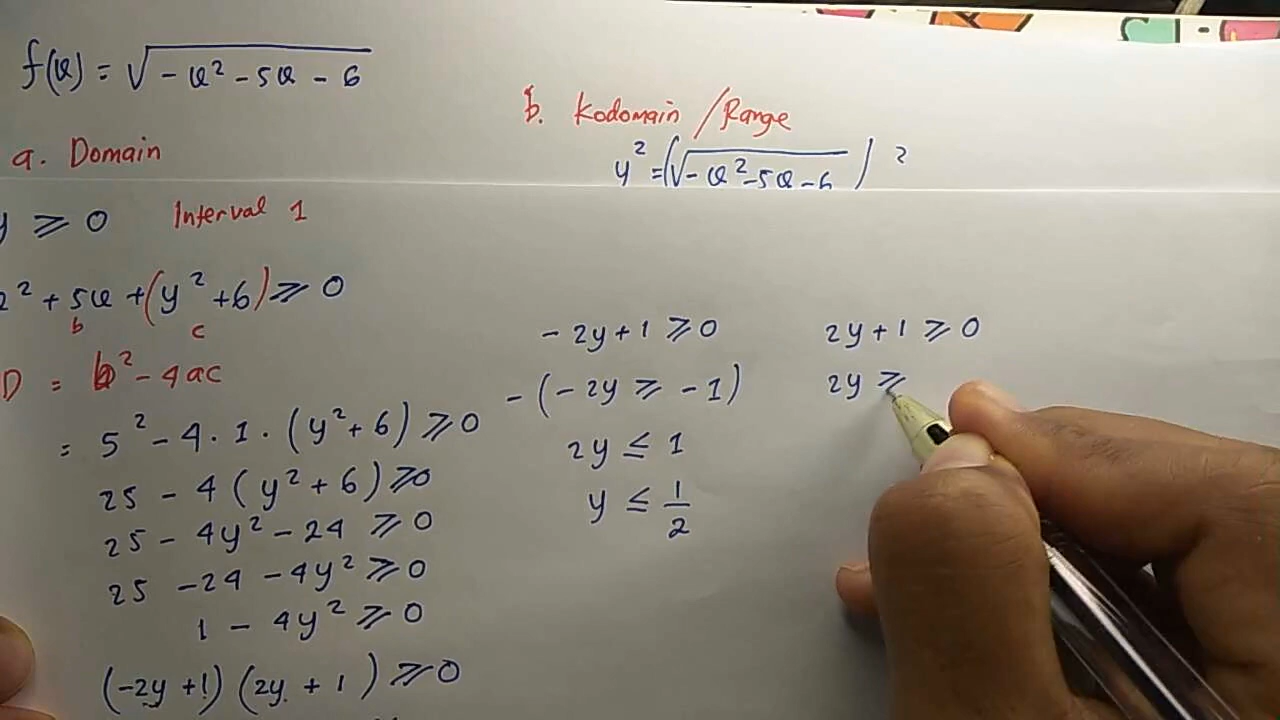 f(x) = √-x² - 5x - 6
a. Domain
b. Kodomain / Range
y² = (√-x² - 5x - 6)²
y ≥ 0 Interval 1
x² + 5x + (y² + 6) ≥ 0
b c
D = b² - 4ac
= 5² - 4 · 1 · (y² + 6) ≥ 0
25 - 4 (y² + 6) ≥ 0
25 - 4y² - 24 ≥ 0
25 - 24 - 4y² ≥ 0
1 - 4y² ≥ 0
(-2y + 1) (2y + 1) ≥ 0
-2y + 1 ≥ 0
-(-2y ≥ -1)
2y ≤ 1
y ≤ 1/2
2y + 1 ≥ 0
2y ≥